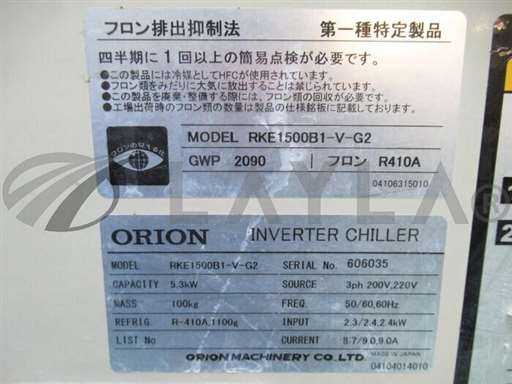 フロン排出抑制法 第一種特定製品
四半期に1回以上の簡易点検が必要です。
●この製品には冷媒としてHFCが使用されています。
●フロン類をみだりに大気に放出することは禁じられています。
●この製品を廃棄・整備する際には、フロン類の回収が必要です。
●工場出荷時のフロン類の数量は製品の仕様銘板に記載しております。
MODEL RKE1500B1-V-G2
GWP 2090 フロン R410A
04106315010
LAYLA®
ORION INVERTER CHILLER
MODEL RKE1500B1-V-G2 SERIAL No. 606035
CAPACITY 5.3kW SOURCE 3ph 200V,220V
MASS 100kg FREQ. 50/60,60Hz
REFRIG. R-410A,1100g INPUT 2.3/2.4,2.4kW
LIST No CURRENT 8.7/9.0,9.0A
ORION MACHINERY CO.,LTD. MADE IN JAPAN
04104014010